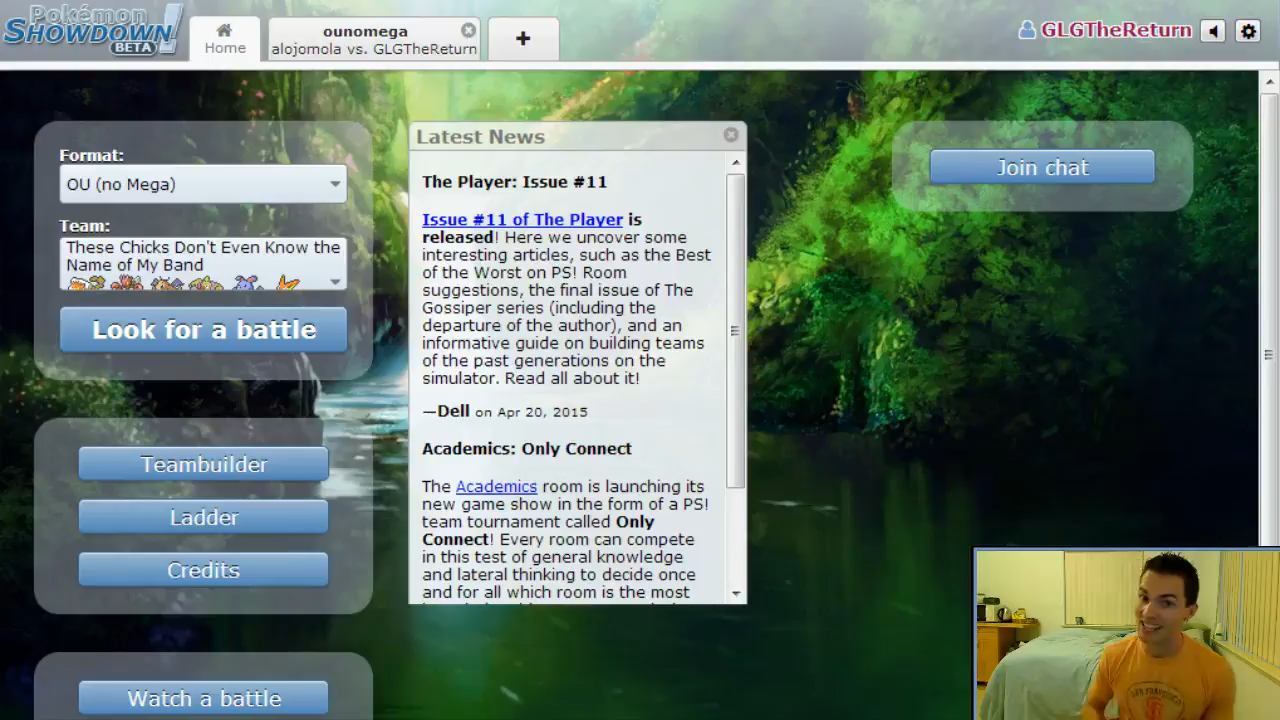 Pokémon
SHOWDOWN!
BETA
Home
ounomega
alojomola vs. GLGTheReturn
+
GLGTheReturn
Format:
OU (no Mega)
Team:
These Chicks Don't Even Know the
Name of My Band
Look for a battle
Teambuilder
Ladder
Credits
Watch a battle
Latest News
The Player: Issue #11
Issue #11 of The Player is
released! Here we uncover some
interesting articles, such as the Best
of the Worst on PS! Room
suggestions, the final issue of The
Gossiper series (including the
departure of the author), and an
informative guide on building teams
of the past generations on the
simulator. Read all about it!
—Dell on Apr 20, 2015
Academics: Only Connect
The Academics room is launching its
new game show in the form of a PS!
team tournament called Only
Connect! Every room can compete
in this test of general knowledge
and lateral thinking to decide once
and for all which room is the most
Join chat
SAN FRANCISCO